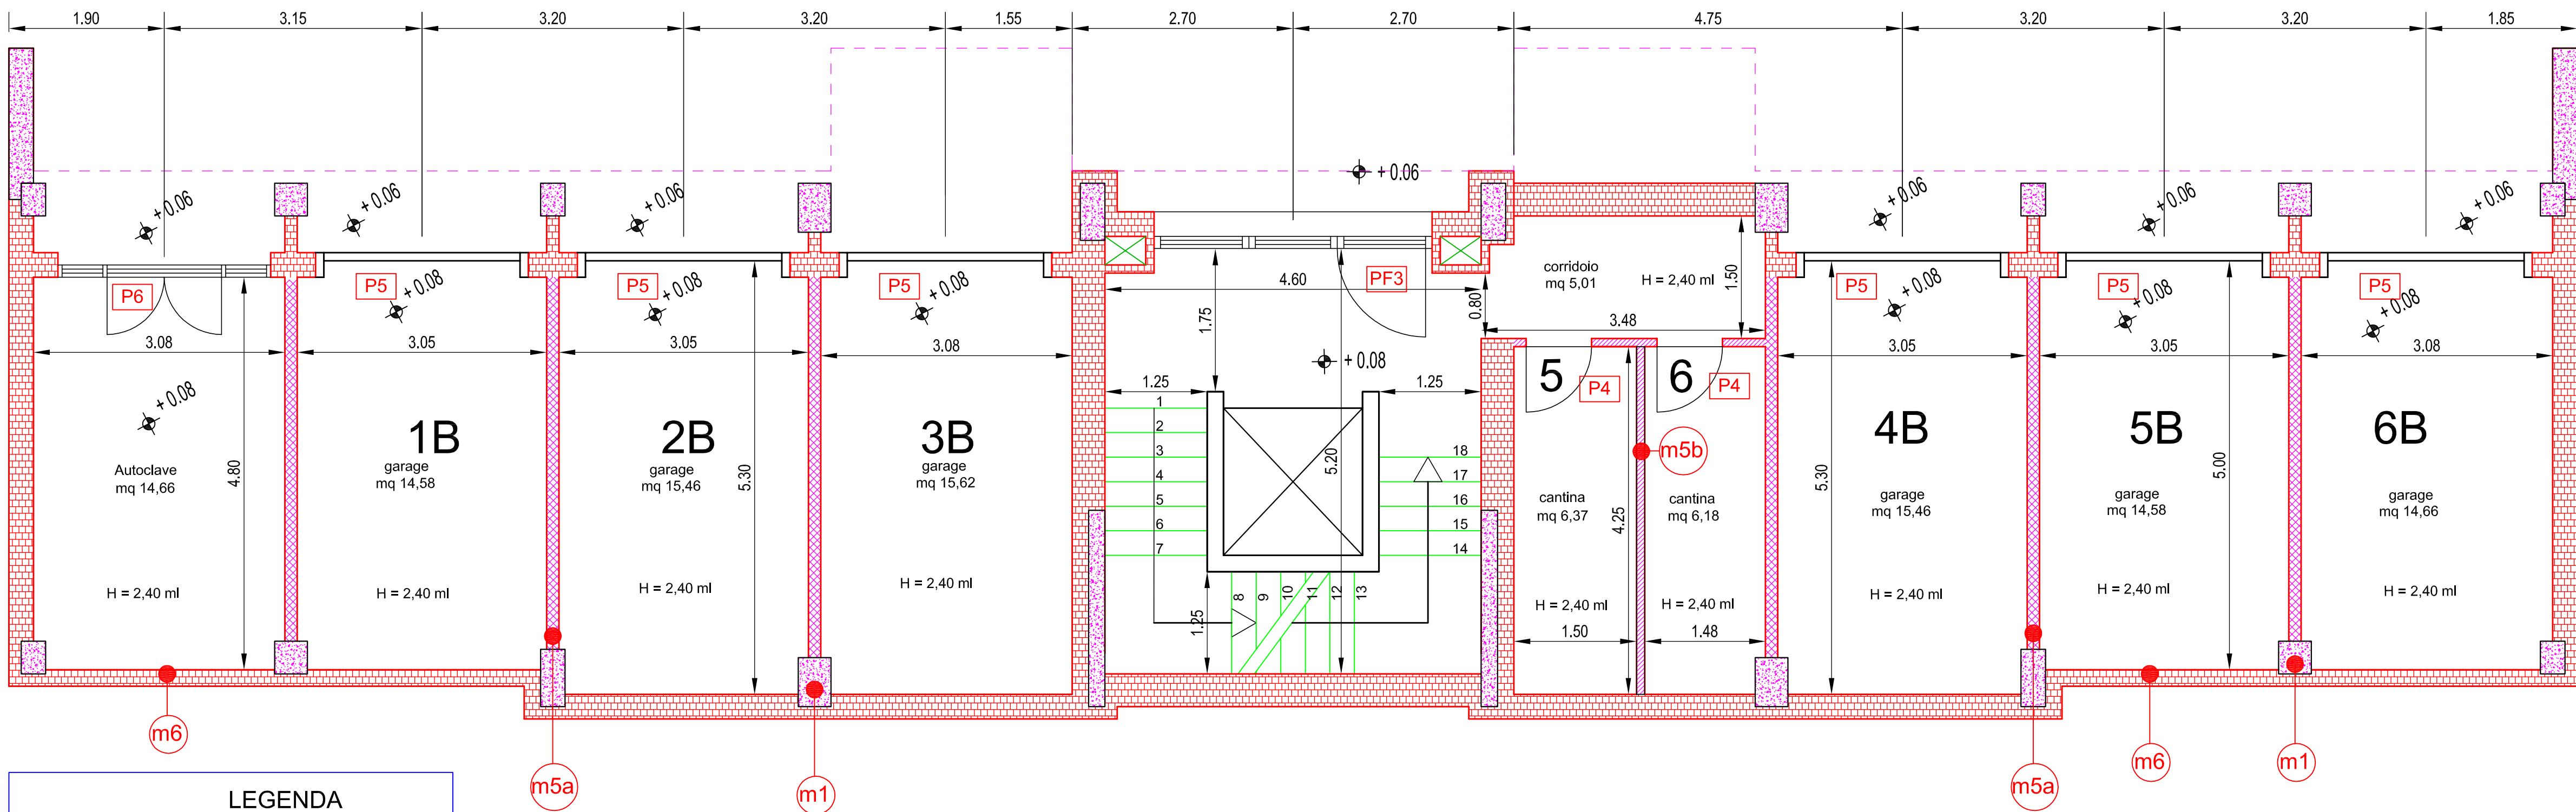 1.90 3.15 3.20 3.20 1.55 2.70 2.70 4.75 3.20 3.20 1.85
+ 0.06
+ 0.06
+ 0.06
+ 0.06
+ 0.06
+ 0.06
+ 0.06
P6
P5
P5
P5
PF3
P5
P5
P5
+ 0.08
+ 0.08
+ 0.08
+ 0.08
+ 0.08
+ 0.08
4.60
1.75
0.80
corridoio
mq 5,01
H = 2,40 ml
1.50
3.48
3.08
3.05
3.05
3.08
3.05
3.05
3.08
+ 0.08
+ 0.08
1.25
1.25
5
P4
6
P4
1B
2B
3B
4B
5B
6B
m5b
Autoclave
mq 14,66
4.80
garage
mq 14,58
garage
mq 15,46
5.30
garage
mq 15,62
1
2
3
4
5
6
7
5.20
18
17
16
15
14
cantina
mq 6,37
4.25
cantina
mq 6,18
5.30
garage
mq 15,46
garage
mq 14,58
5.00
garage
mq 14,66
H = 2,40 ml
H = 2,40 ml
H = 2,40 ml
H = 2,40 ml
1.25
8
9
10
11
12
13
H = 2,40 ml
H = 2,40 ml
H = 2,40 ml
H = 2,40 ml
H = 2,40 ml
1.50
1.48
m6
m5a
m1
m5a
m6
m1
LEGENDA